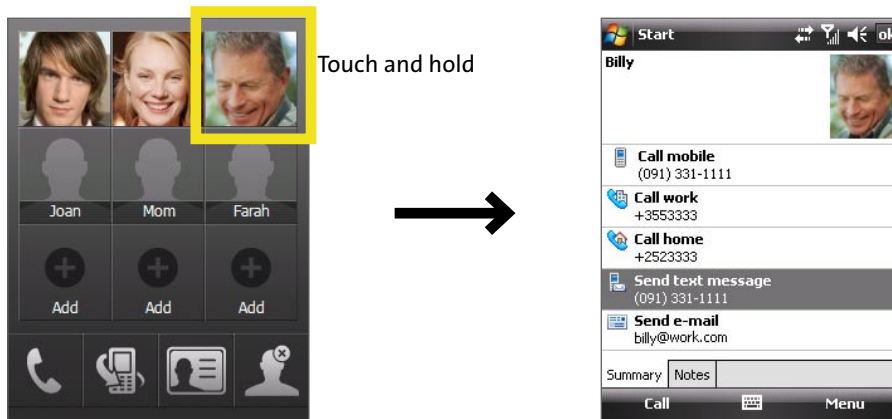 Touch and hold
Joan Mom Farah
Add Add Add
Start
Billy
Call mobile
(091) 331-1111
Call work
+3553333
Call home
+2523333
Send text message
(091) 331-1111
Send e-mail
billy@work.com
Summary Notes
Call Menu